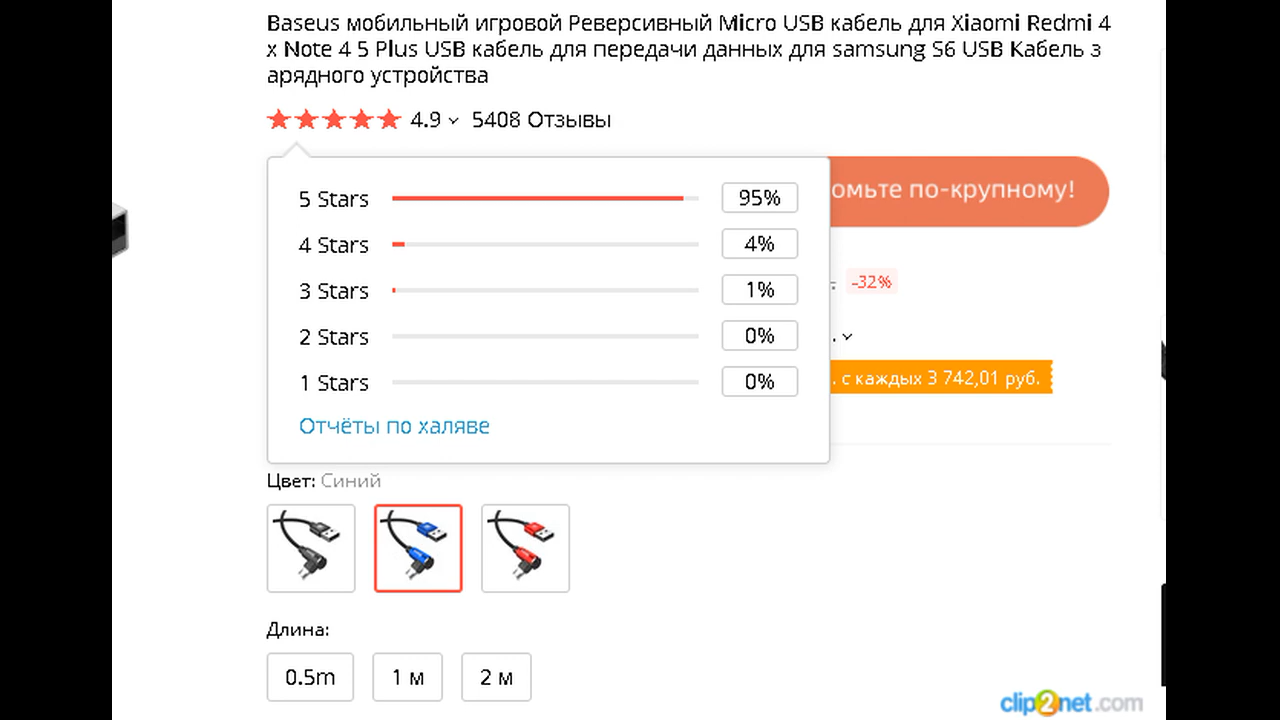 Baseus мобильный игровой Реверсивный Micro USB кабель для Xiaomi Redmi 4
x Note 4 5 Plus USB кабель для передачи данных для samsung S6 USB Кабель з
арядного устройства
4.9 5408 Отзывы
омьте по-крупному!
5 Stars 95%
4 Stars 4%
-32%
3 Stars 1%
2 Stars 0%
. с каждых 3 742,01 руб.
1 Stars 0%
Отчёты по халяве
Цвет: Синий
Длина:
0.5m 1 м 2 м
clip2net.com